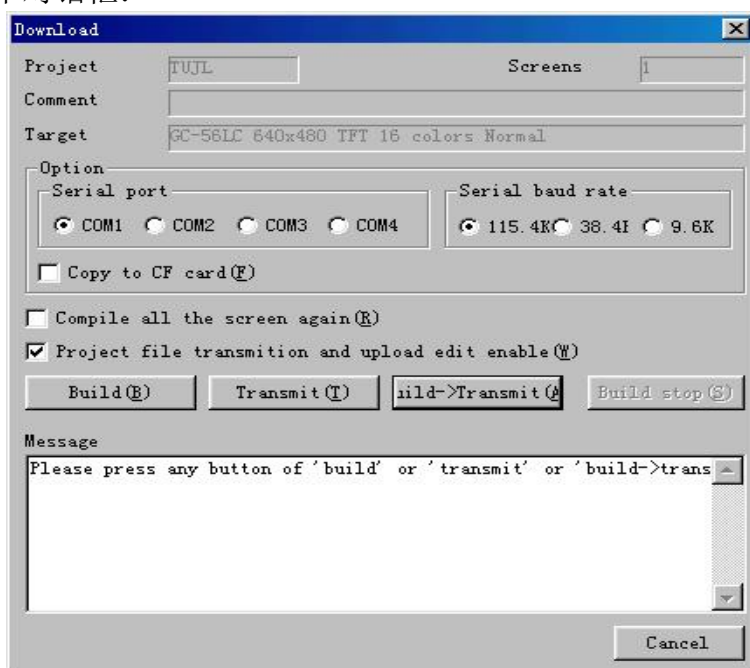 Download
Project TUJL Screens 1
Comment
Target GC-56LC 640x480 TFT 16 colors Normal
Option
Serial port Serial baud rate
COM1 COM2 COM3 COM4 115.4K 38.4K 9.6K
Copy to CF card(F)
Compile all the screen again(R)
Project file transmition and upload edit enable(W)
Build(B) Transmit(T) uild->Transmit(A Build stop(S)
Message
Please press any button of 'build' or 'transmit' or 'build->trans
Cancel